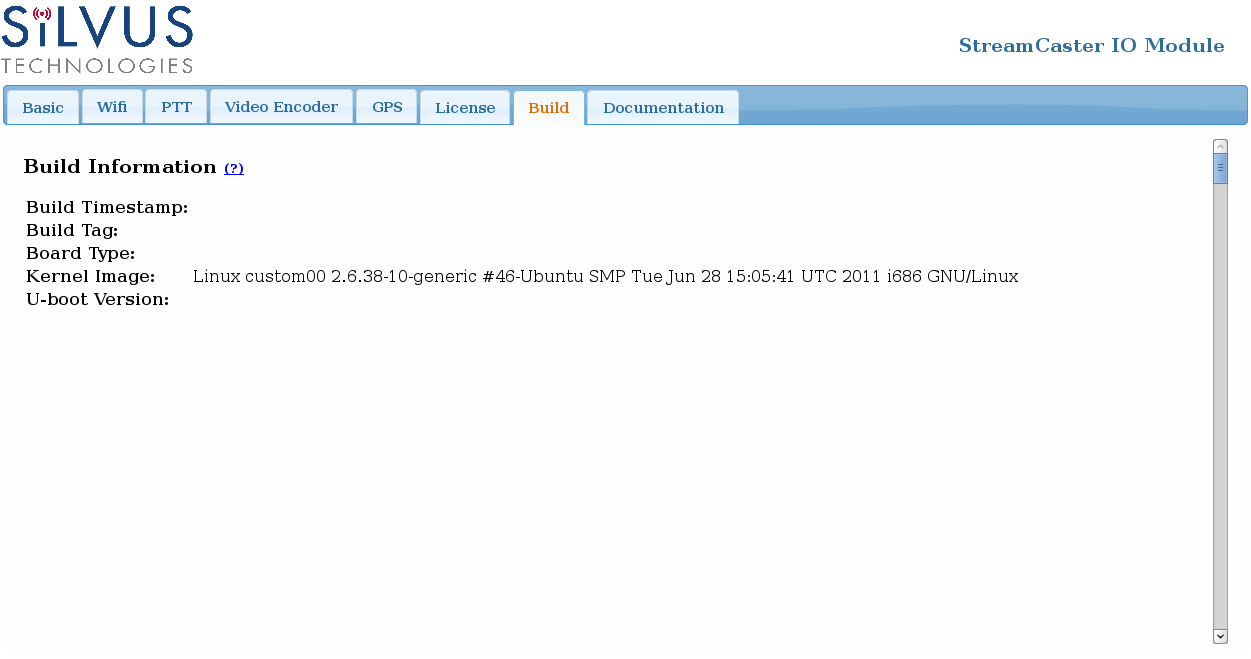 SiLVUS
TECHNOLOGIES
StreamCaster IO Module
Basic Wifi PTT Video Encoder GPS License Build Documentation
Build Information (?)
Build Timestamp:
Build Tag:
Board Type:
Kernel Image: Linux custom00 2.6.38-10-generic #46-Ubuntu SMP Tue Jun 28 15:05:41 UTC 2011 i686 GNU/Linux
U-boot Version: